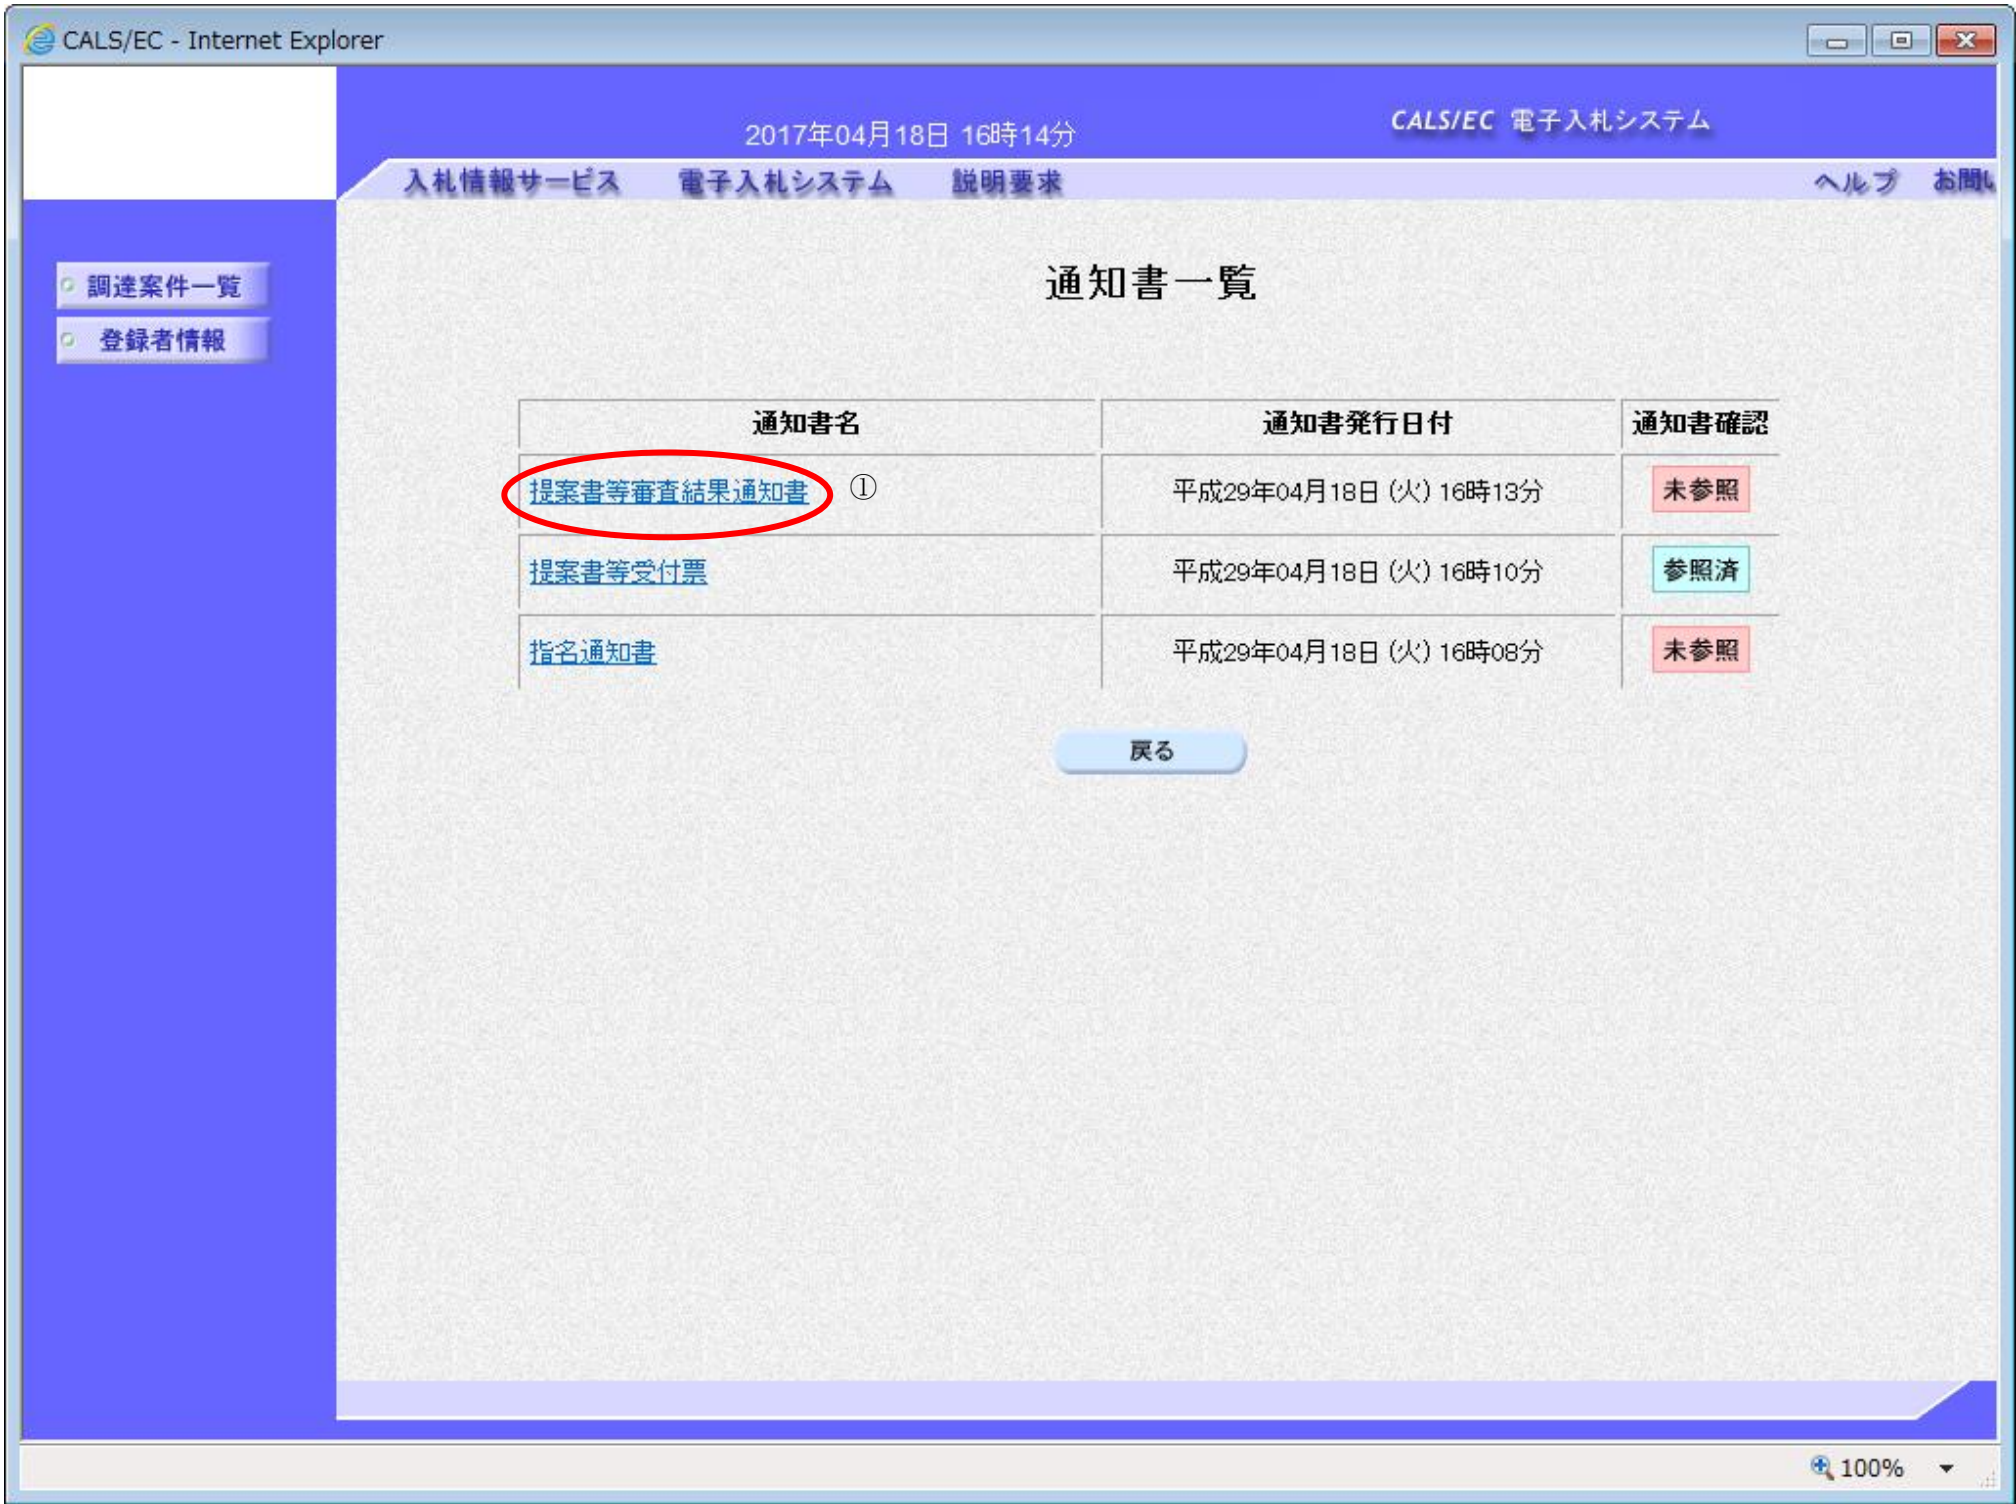 CALS/EC - Internet Explorer
2017年04月18日 16時14分
CALS/EC 電子入札システム
入札情報サービス 電子入札システム 説明要求 ヘルプ お問い
調達案件一覧
登録者情報
通知書一覧
通知書名 通知書発行日付 通知書確認
提案書等審査結果通知書 ① 平成29年04月18日 (火) 16時13分 未参照
提案書等受付票 平成29年04月18日 (火) 16時10分 参照済
指名通知書 平成29年04月18日 (火) 16時08分 未参照
戻る
100%